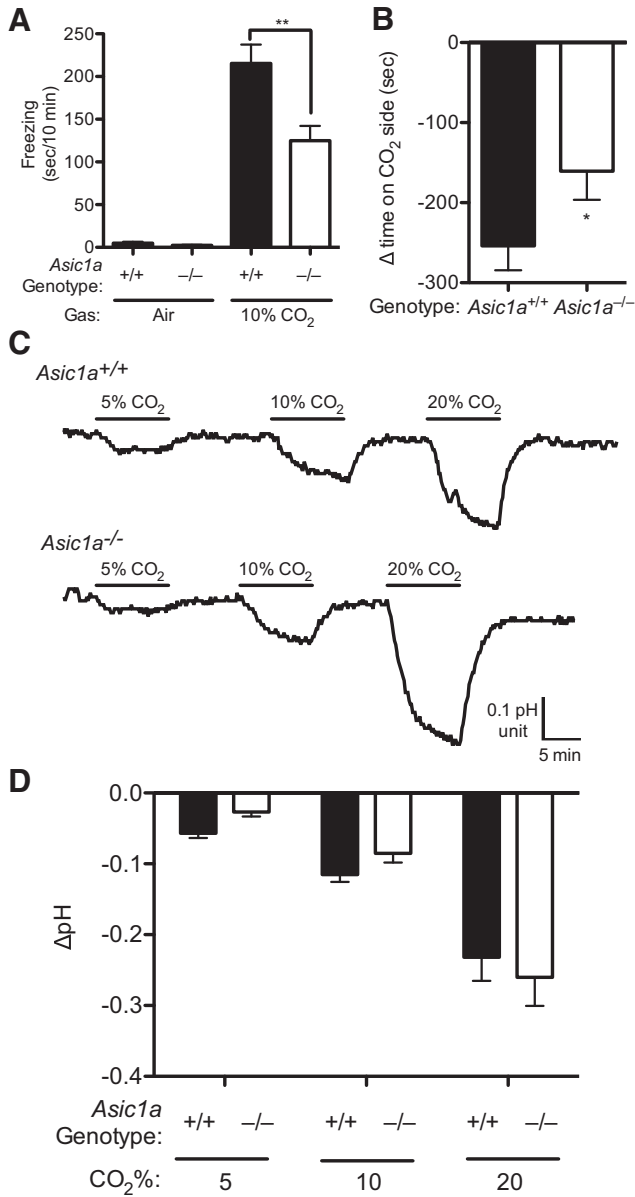 A
**
Freezing
(sec/10 min)
250
200
150
100
50
0
Asic1a
Genotype:
+/+ –/– +/+ –/–
Gas: Air 10% CO2
B
Δ time on CO2 side (sec)
0
-100
-200
-300
*
Genotype: Asic1a+/+ Asic1a–/–
C
Asic1a+/+
5% CO2 10% CO2 20% CO2
Asic1a-/-
5% CO2 10% CO2 20% CO2
0.1 pH
unit
5 min
D
ΔpH
0.0
-0.1
-0.2
-0.3
-0.4
Asic1a
Genotype:
+/+ –/– +/+ –/– +/+ –/–
CO2%: 5 10 20